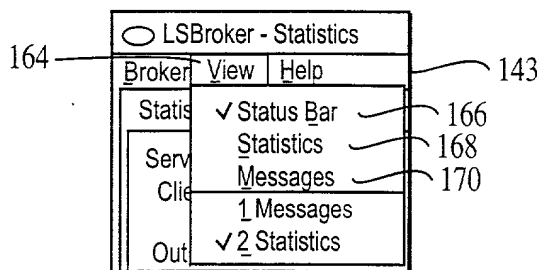 LSBroker - Statistics
164 Broker View Help 143
Statis ✓ Status Bar 166
Statistics 168
Serv Messages 170
Clie 1 Messages
Out ✓ 2 Statistics